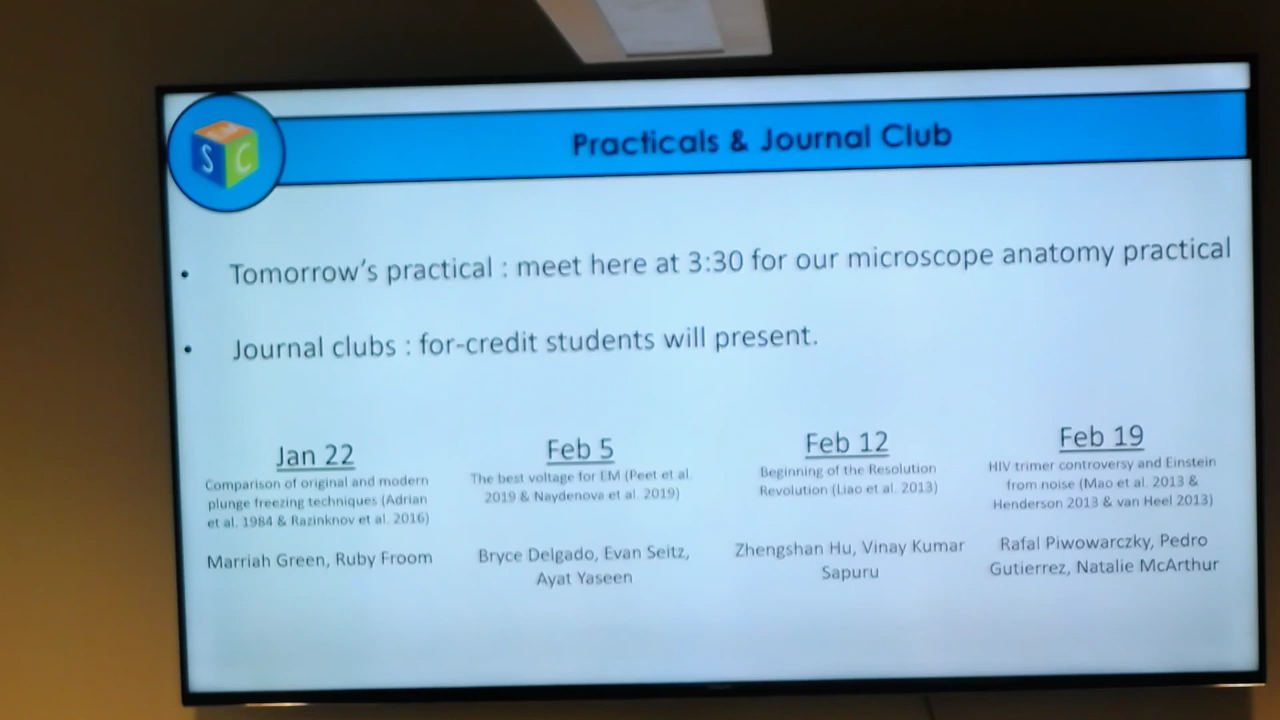 S C
Practicals & Journal Club
• Tomorrow's practical : meet here at 3:30 for our microscope anatomy practical
• Journal clubs : for-credit students will present.
Jan 22
Comparison of original and modern
plunge freezing techniques (Adrian
et al. 1984 & Razinknov et al. 2016)
Marriah Green, Ruby Froom
Feb 5
The best voltage for EM (Peet et al.
2019 & Naydenova et al. 2019)
Bryce Delgado, Evan Seitz,
Ayat Yaseen
Feb 12
Beginning of the Resolution
Revolution (Liao et al. 2013)
Zhengshan Hu, Vinay Kumar
Sapuru
Feb 19
HIV trimer controversy and Einstein
from noise (Mao et al. 2013 &
Henderson 2013 & van Heel 2013)
Rafal Piwowarczky, Pedro
Gutierrez, Natalie McArthur